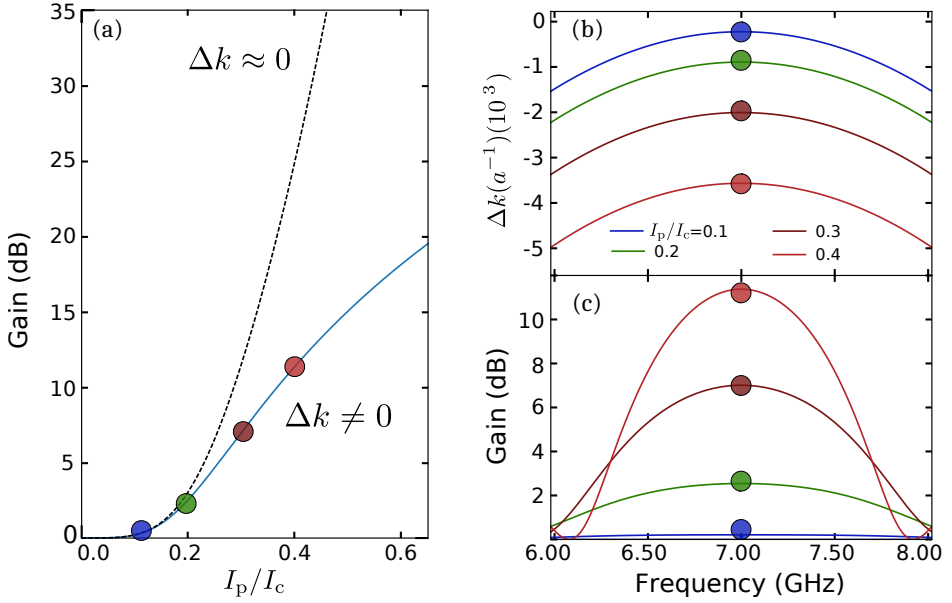 (a)
35
30
25
20
15
10
5
0
Gain (dB)
Δk ≈ 0
Δk ≠ 0
0.0
0.2
0.4
0.6
I_p/I_c
(b)
0
-1
-2
-3
-4
-5
Δk(a⁻¹)(10³)
I_p/I_c=0.1
0.2
0.3
0.4
(c)
10
8
6
4
2
Gain (dB)
6.00
6.50
7.00
7.50
8.00
Frequency (GHz)